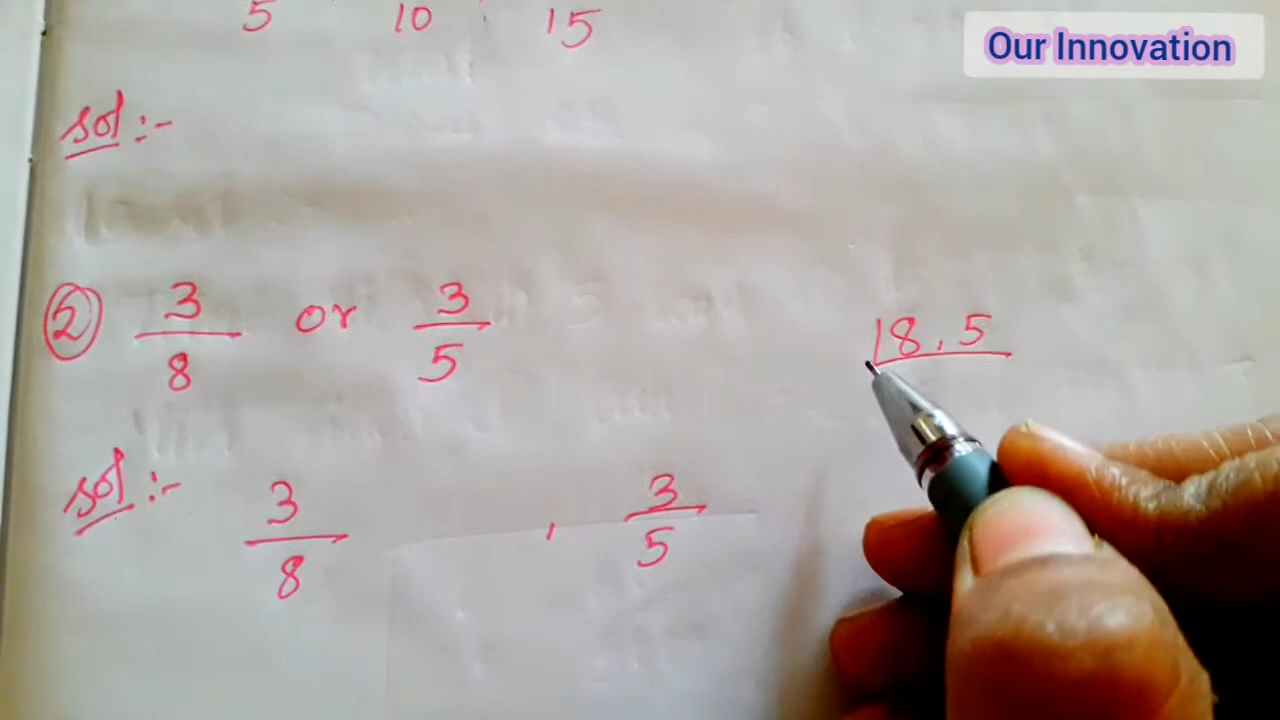 Our Innovation
5 , 10 , 15
sol :-
② 3/8 or 3/5
18.5
sol :- 3/8 , 3/5